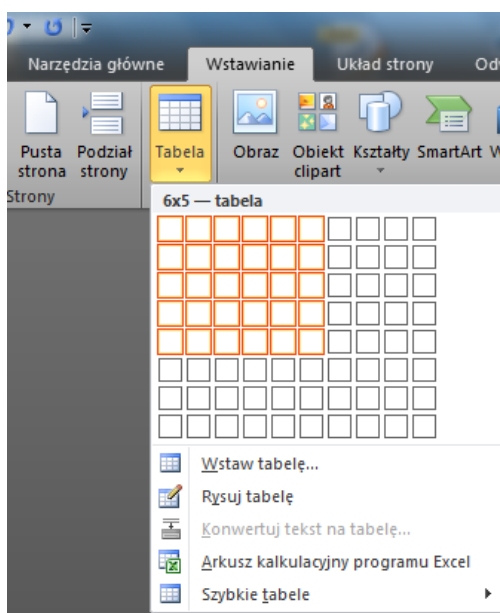 Narzędzia główne Wstawianie Układ strony
Pusta strona Podział strony Tabela Obraz Obiekt clipart Kształty SmartArt
Strony
6x5 — tabela
Wstaw tabelę...
Rysuj tabelę
Konwertuj tekst na tabelę...
Arkusz kalkulacyjny programu Excel
Szybkie tabele